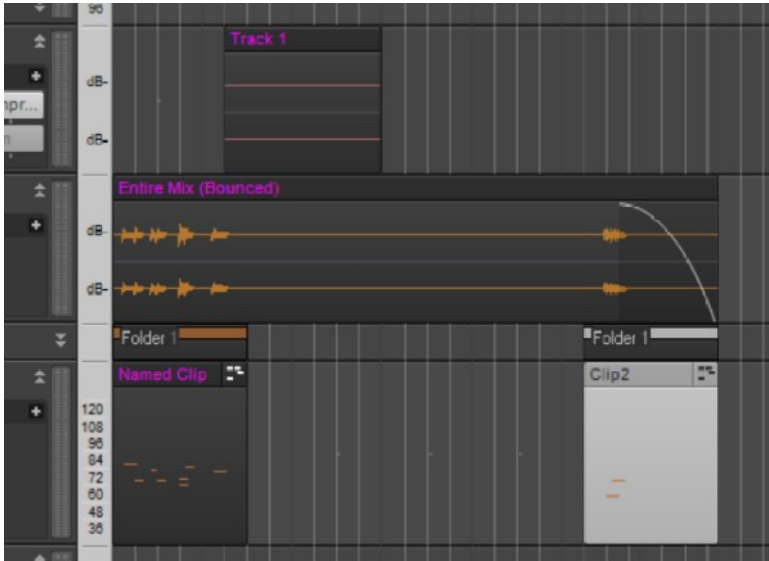 96
Track 1
dB-
dB-
Entire Mix (Bounced)
dB-
dB-
Folder 1
Folder 1
Named Clip
Clip2
120
108
96
84
72
60
48
36